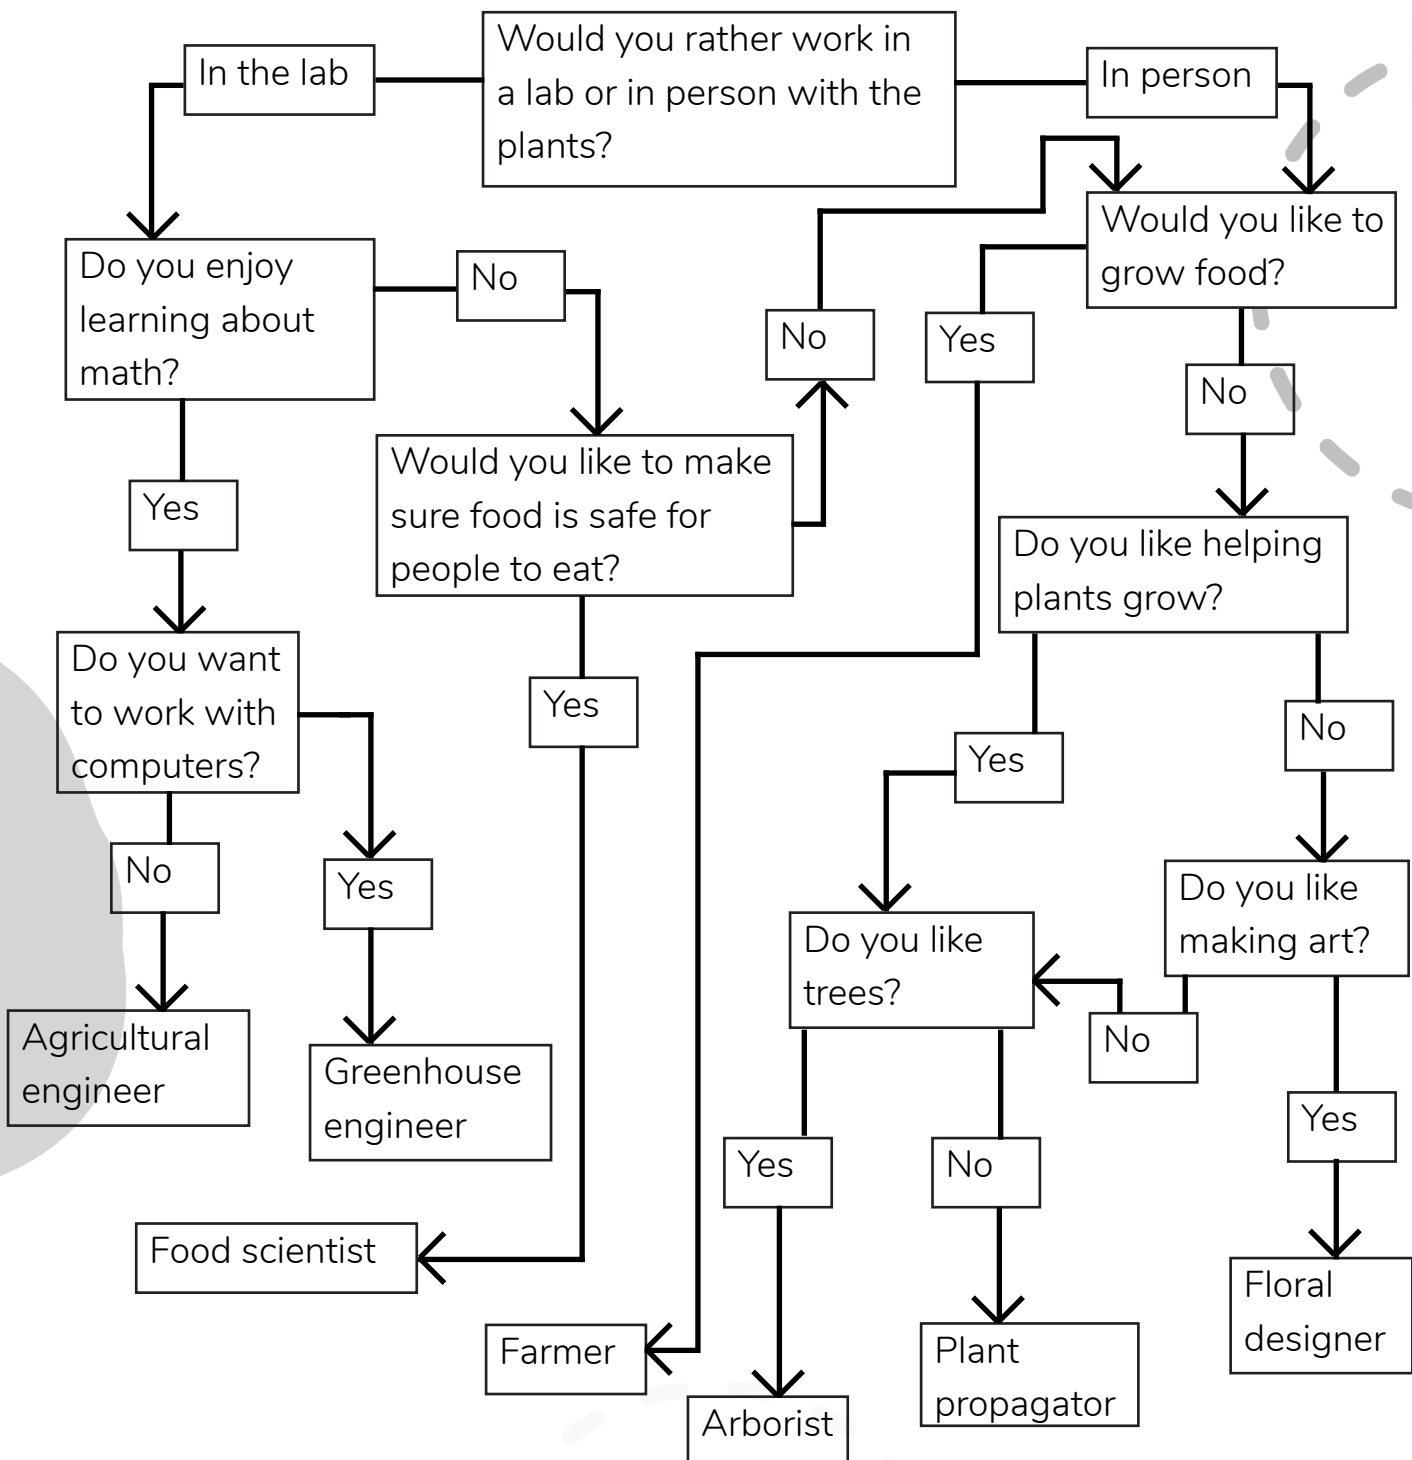 Would you rather work in
a lab or in person with the
plants?
In the lab
In person
Do you enjoy
learning about
math?
No
Would you like to
grow food?
No
Yes
No
Yes
Would you like to make
sure food is safe for
people to eat?
Do you like helping
plants grow?
Do you want
to work with
computers?
Yes
Yes
No
No
Yes
Do you like
making art?
Do you like
trees?
No
Agricultural
engineer
Greenhouse
engineer
Yes
Yes
No
Food scientist
Floral
designer
Farmer
Plant
propagator
Arborist